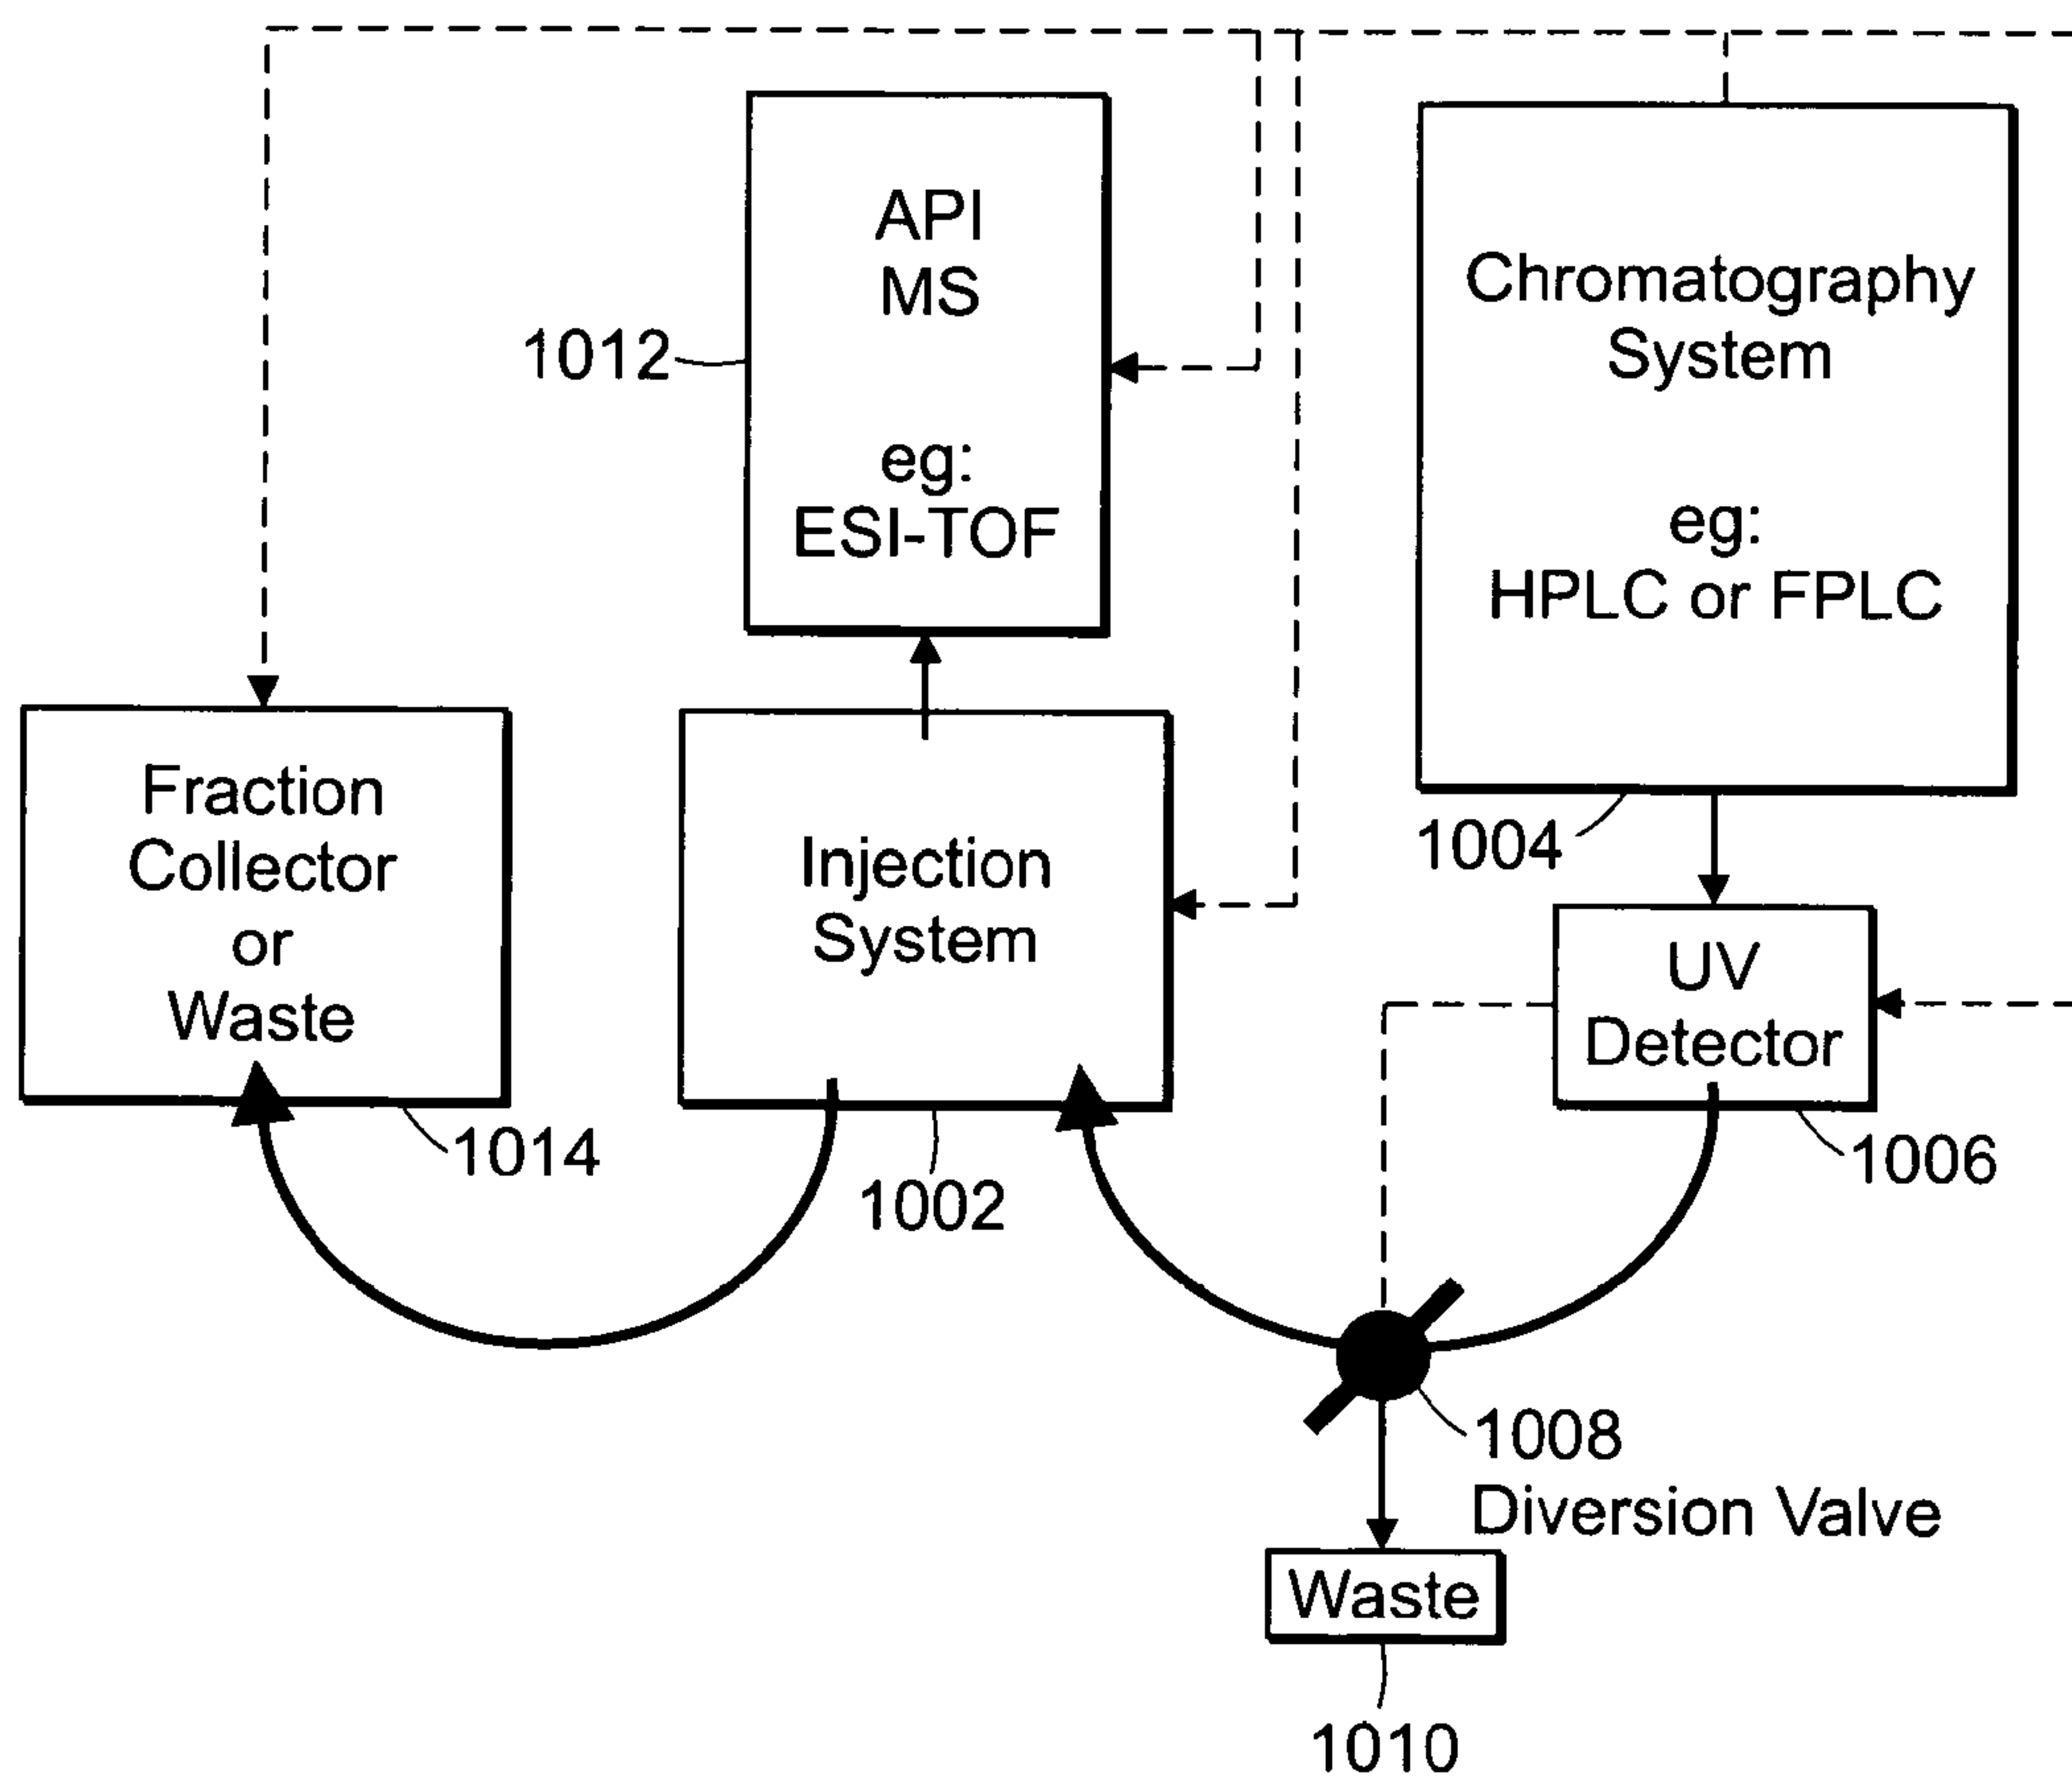 API
MS
eg:
ESI-TOF
1012
Chromatography
System
eg:
HPLC or FPLC
1004
Fraction
Collector
or
Waste
1014
Injection
System
1002
UV
Detector
1006
1008
Diversion Valve
Waste
1010